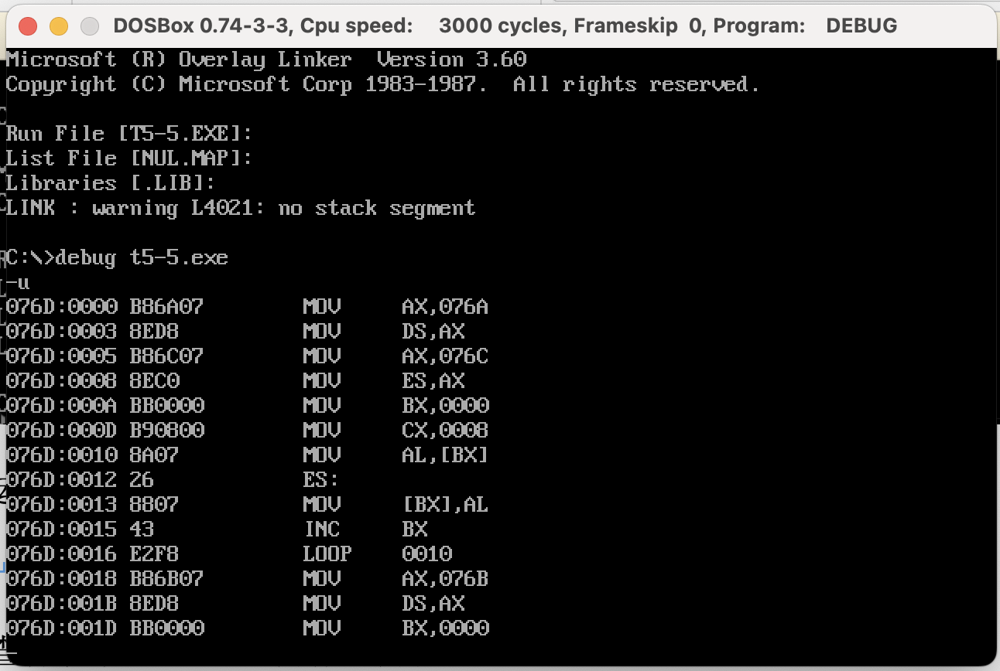 DOSBox 0.74-3-3, Cpu speed: 3000 cycles, Frameskip 0, Program: DEBUG
Microsoft (R) Overlay Linker Version 3.60
Copyright (C) Microsoft Corp 1983-1987. All rights reserved.
Run File [T5-5.EXE]:
List File [NUL.MAP]:
Libraries [.LIB]:
LINK : warning L4021: no stack segment
C:\>debug t5-5.exe
-u
076D:0000 B86A07 MOV AX,076A
076D:0003 8ED8 MOV DS,AX
076D:0005 B86C07 MOV AX,076C
076D:0008 8EC0 MOV ES,AX
076D:000A BB0000 MOV BX,0000
076D:000D B90800 MOV CX,0008
076D:0010 8A07 MOV AL,[BX]
076D:0012 26 ES:
076D:0013 8807 MOV [BX],AL
076D:0015 43 INC BX
076D:0016 E2F8 LOOP 0010
076D:0018 B86B07 MOV AX,076B
076D:001B 8ED8 MOV DS,AX
076D:001D BB0000 MOV BX,0000